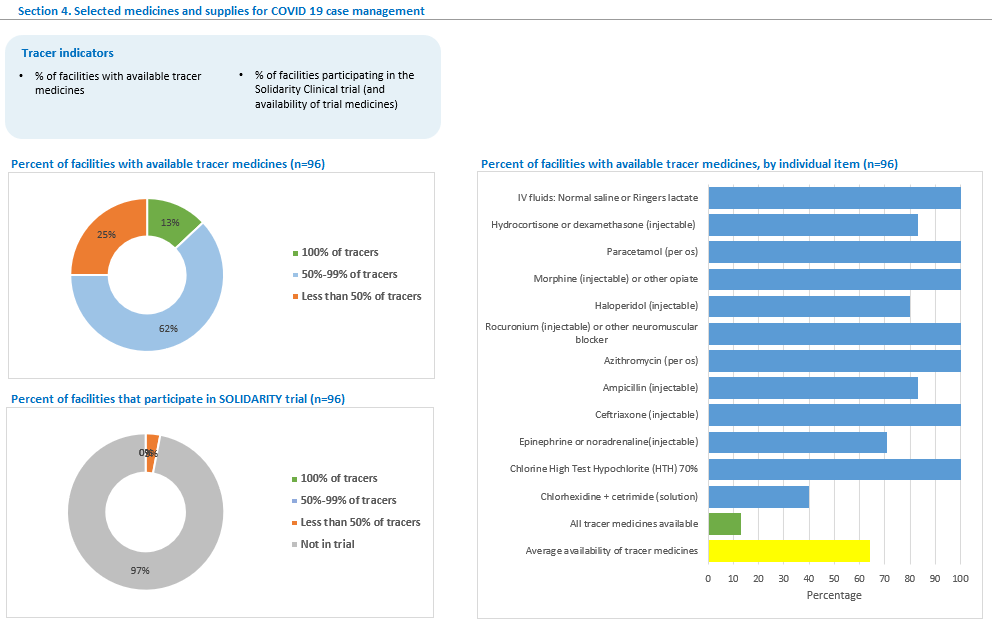 Section 4. Selected medicines and supplies for COVID 19 case management
Tracer indicators
• % of facilities with available tracer
medicines
• % of facilities participating in the
Solidarity Clinical trial (and
availability of trial medicines)
Percent of facilities with available tracer medicines (n=96)
13%
25%
62%
100% of tracers
50%-99% of tracers
Less than 50% of tracers
Percent of facilities that participate in SOLIDARITY trial (n=96)
97%
100% of tracers
50%-99% of tracers
Less than 50% of tracers
Not in trial
Percent of facilities with available tracer medicines, by individual item (n=96)
IV fluids: Normal saline or Ringers lactate
Hydrocortisone or dexamethasone (injectable)
Paracetamol (per os)
Morphine (injectable) or other opiate
Haloperidol (injectable)
Rocuronium (injectable) or other neuromuscular
blocker
Azithromycin (per os)
Ampicillin (injectable)
Ceftriaxone (injectable)
Epinephrine or noradrenaline(injectable)
Chlorine High Test Hypochlorite (HTH) 70%
Chlorhexidine + cetrimide (solution)
All tracer medicines available
Average availability of tracer medicines
0 10 20 30 40 50 60 70 80 90 100
Percentage